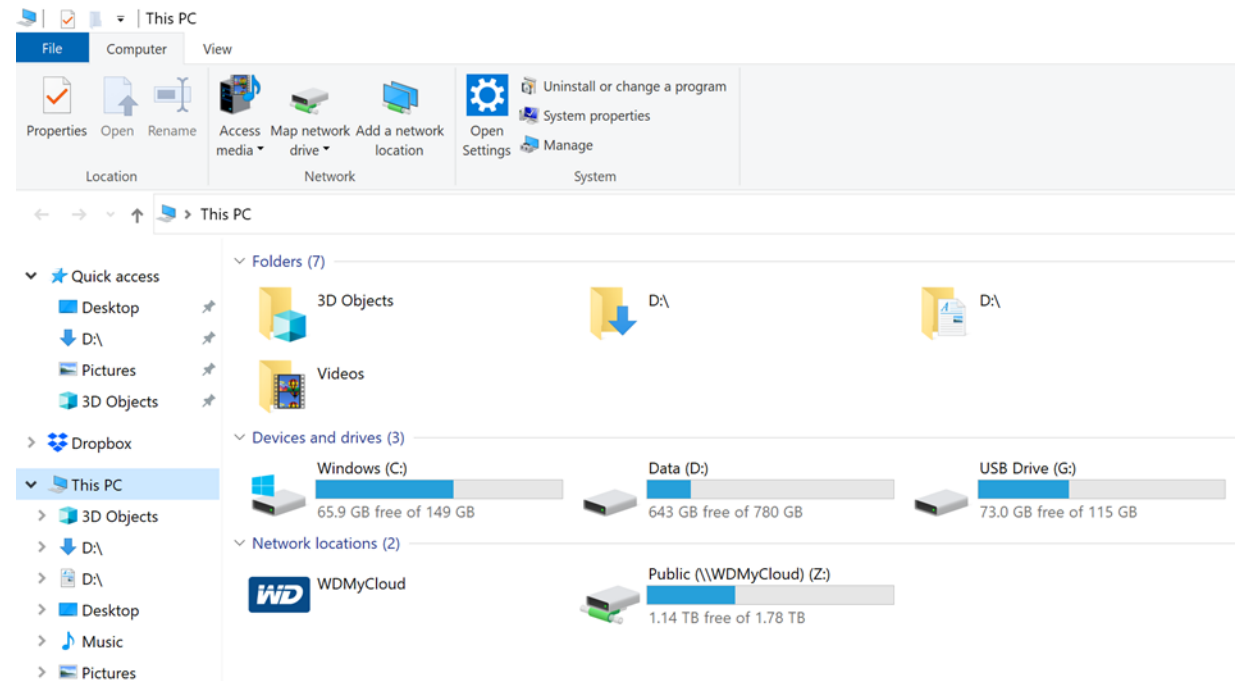 This PC
File Computer View
Properties Open Rename
Access media Map network drive Add a network location
Open Settings
Uninstall or change a program
System properties
Manage
Location Network System
This PC
Quick access
Desktop
D:\
Pictures
3D Objects
Dropbox
This PC
3D Objects
D:\
D:\
Desktop
Music
Pictures
Folders (7)
3D Objects
D:\
D:\
Videos
Devices and drives (3)
Windows (C:)
65.9 GB free of 149 GB
Data (D:)
643 GB free of 780 GB
USB Drive (G:)
73.0 GB free of 115 GB
Network locations (2)
WD
WDMyCloud
Public (\\WDMyCloud) (Z:)
1.14 TB free of 1.78 TB